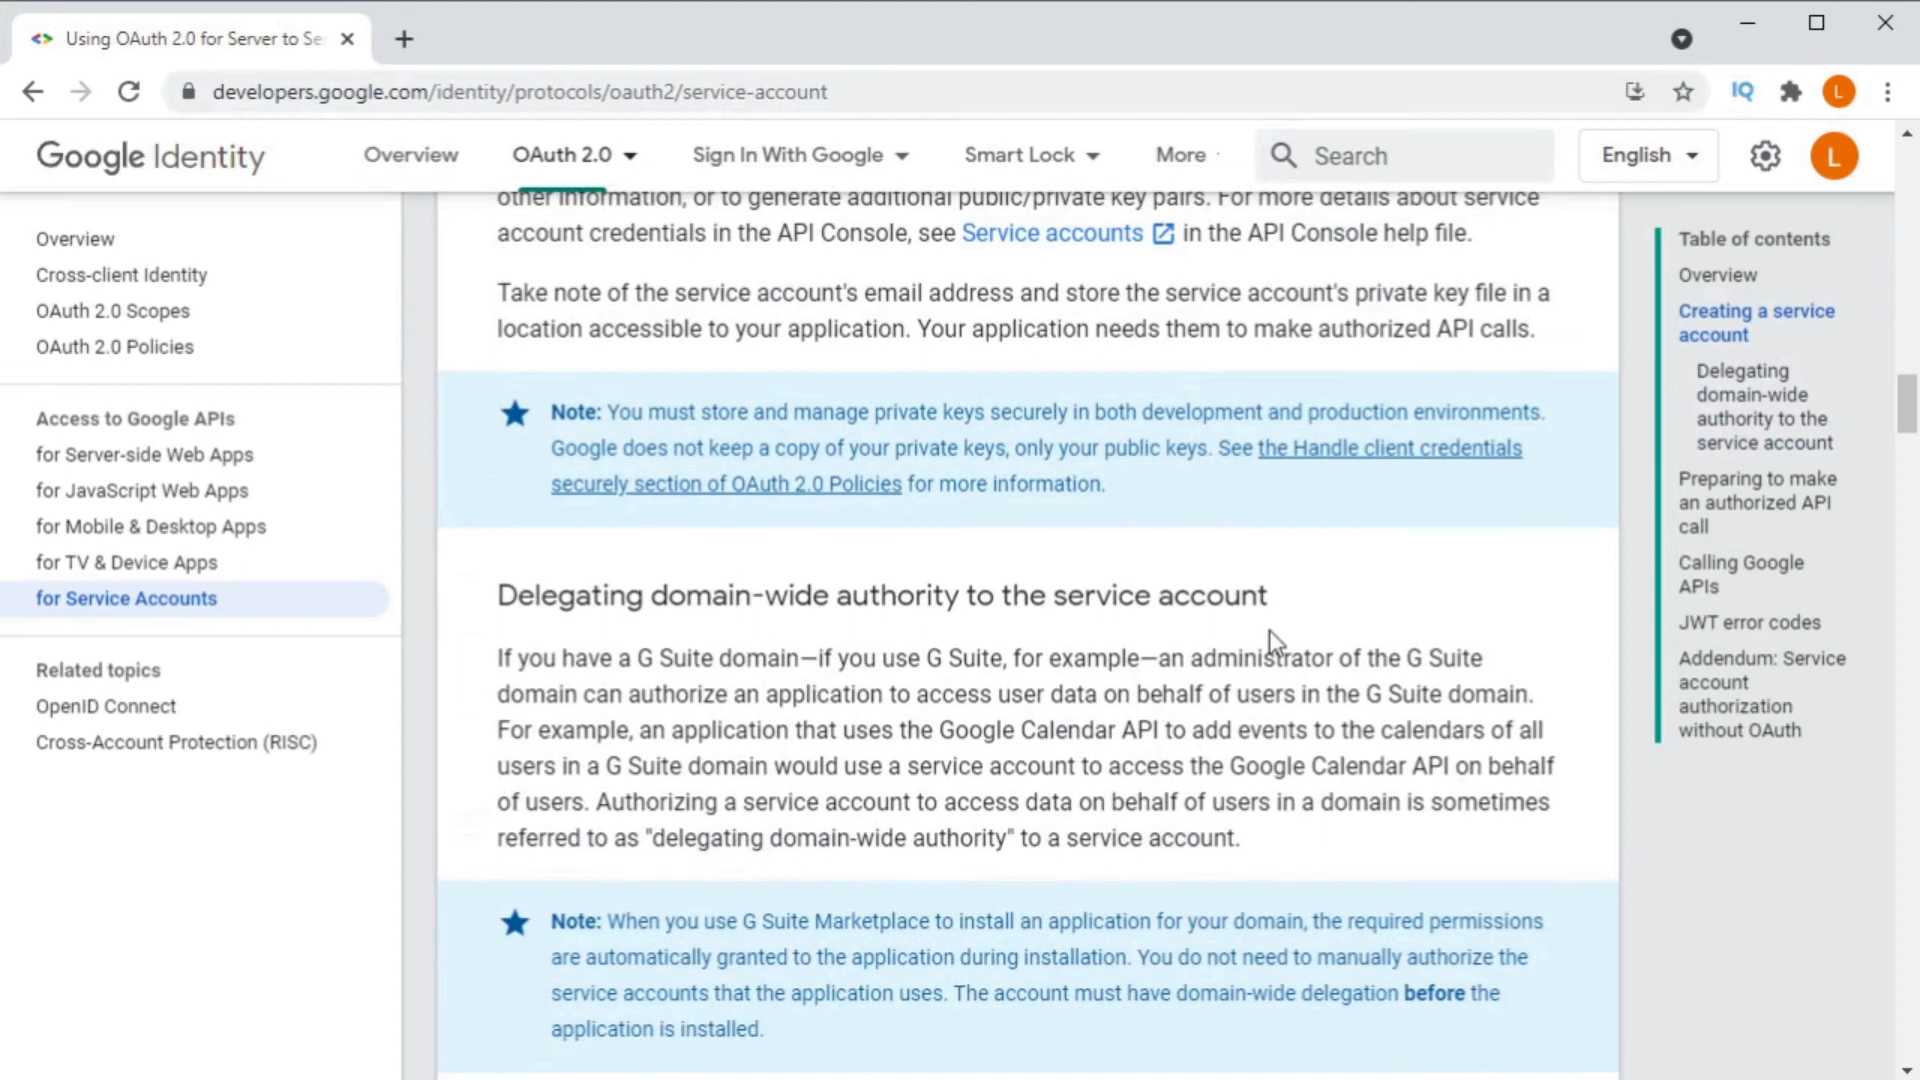 Using OAuth 2.0 for Server to Se
developers.google.com/identity/protocols/oauth2/service-account
IQ
L
Google Identity
Overview
OAuth 2.0
Sign In With Google
Smart Lock
More
Search
English
L
Overview
Cross-client Identity
OAuth 2.0 Scopes
OAuth 2.0 Policies
Access to Google APIs
for Server-side Web Apps
for JavaScript Web Apps
for Mobile & Desktop Apps
for TV & Device Apps
for Service Accounts
Related topics
OpenID Connect
Cross-Account Protection (RISC)
other information, or to generate additional public/private key pairs. For more details about service
account credentials in the API Console, see Service accounts in the API Console help file.
Take note of the service account's email address and store the service account's private key file in a
location accessible to your application. Your application needs them to make authorized API calls.
Note: You must store and manage private keys securely in both development and production environments.
Google does not keep a copy of your private keys, only your public keys. See the Handle client credentials
securely section of OAuth 2.0 Policies for more information.
Delegating domain-wide authority to the service account
If you have a G Suite domain—if you use G Suite, for example—an administrator of the G Suite
domain can authorize an application to access user data on behalf of users in the G Suite domain.
For example, an application that uses the Google Calendar API to add events to the calendars of all
users in a G Suite domain would use a service account to access the Google Calendar API on behalf
of users. Authorizing a service account to access data on behalf of users in a domain is sometimes
referred to as "delegating domain-wide authority" to a service account.
Note: When you use G Suite Marketplace to install an application for your domain, the required permissions
are automatically granted to the application during installation. You do not need to manually authorize the
service accounts that the application uses. The account must have domain-wide delegation before the
application is installed.
Table of contents
Overview
Creating a service
account
Delegating
domain-wide
authority to the
service account
Preparing to make
an authorized API
call
Calling Google
APIs
JWT error codes
Addendum: Service
account
authorization
without OAuth